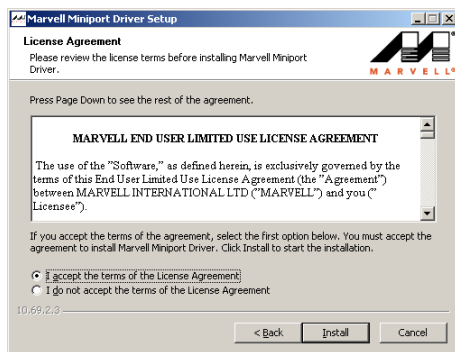 Marvell Miniport Driver Setup
License Agreement
Please review the license terms before installing Marvell Miniport
Driver.
MARVELL®
Press Page Down to see the rest of the agreement.
MARVELL END USER LIMITED USE LICENSE AGREEMENT
The use of the "Software," as defined herein, is exclusively governed by the
terms of this End User Limited Use License Agreement (the "Agreement")
between MARVELL INTERNATIONAL LTD ("MARVELL") and you ("
Licensee").
If you accept the terms of the agreement, select the first option below. You must accept the
agreement to install Marvell Miniport Driver. Click Install to start the installation.
I accept the terms of the License Agreement
I do not accept the terms of the License Agreement
10.69.2.3
< Back
Install
Cancel